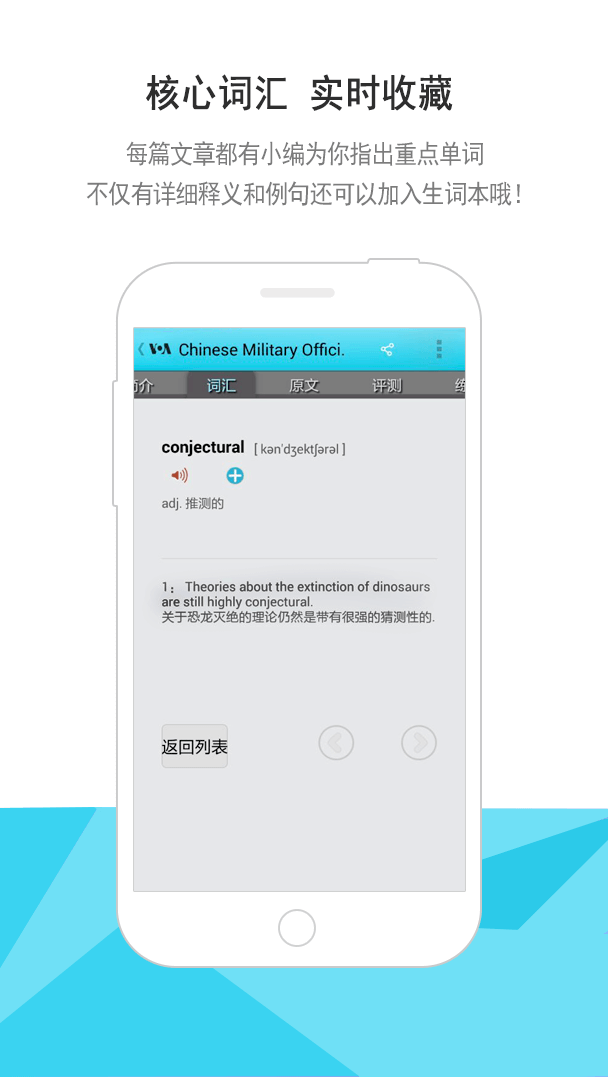 核心词汇 实时收藏
每篇文章都有小编为你指出重点单词
不仅有详细释义和例句还可以加入生词本哦!
VOA Chinese Military Offici.
简介 词汇 原文 评测
conjectural [ kən'dʒektʃərəl ]
adj. 推测的
1； Theories about the extinction of dinosaurs
are still highly conjectural.
关于恐龙灭绝的理论仍然是带有很强的猜测性的.
返回列表